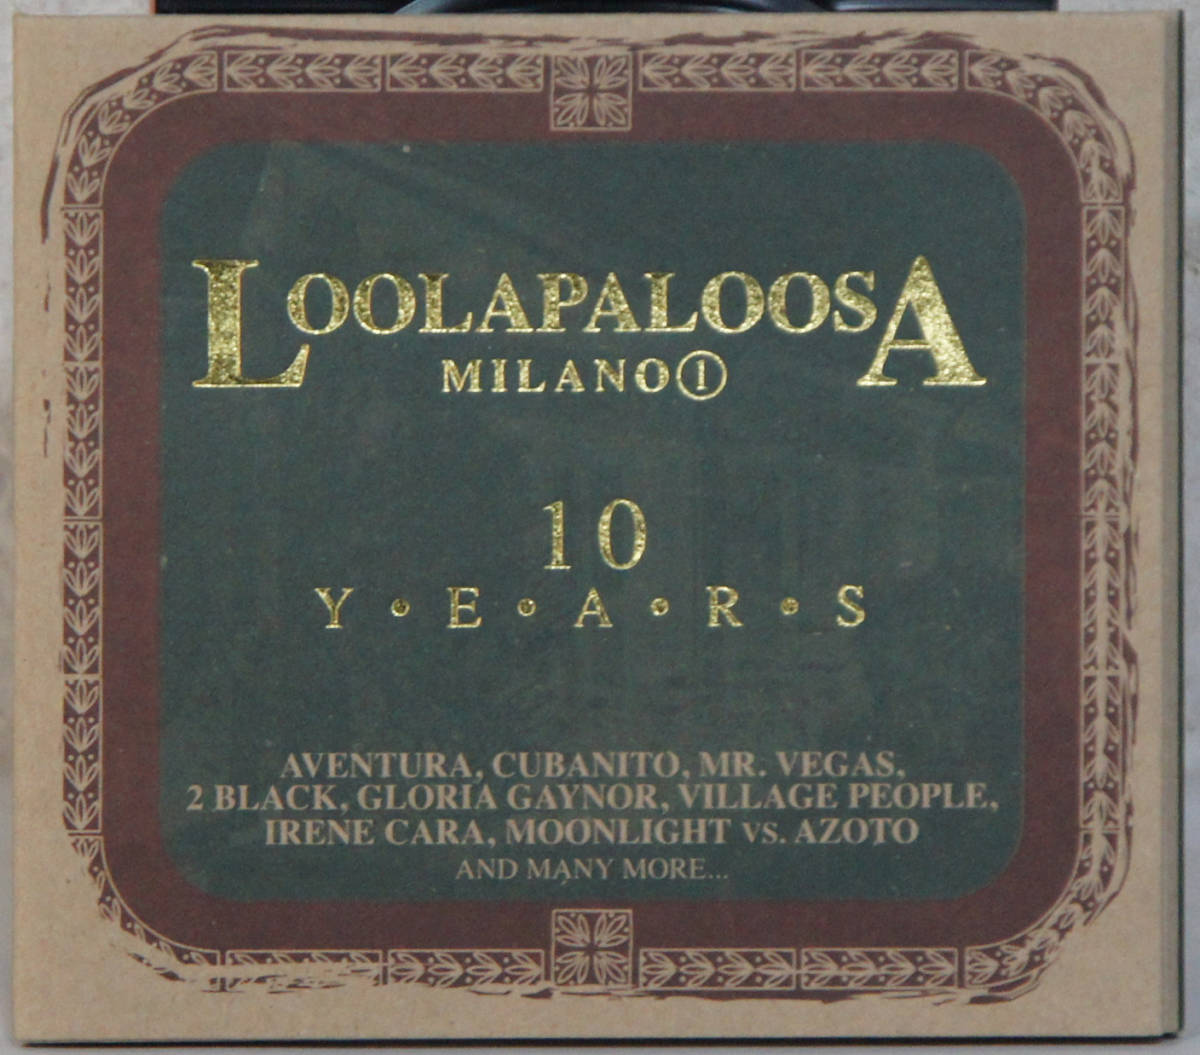 LOOLAPALOOSA
MILANO①
10
Y•E•A•R•S
AVENTURA, CUBANITO, MR. VEGAS,
2 BLACK, GLORIA GAYNOR, VILLAGE PEOPLE,
IRENE CARA, MOONLIGHT VS. AZOTO
AND MANY MORE...